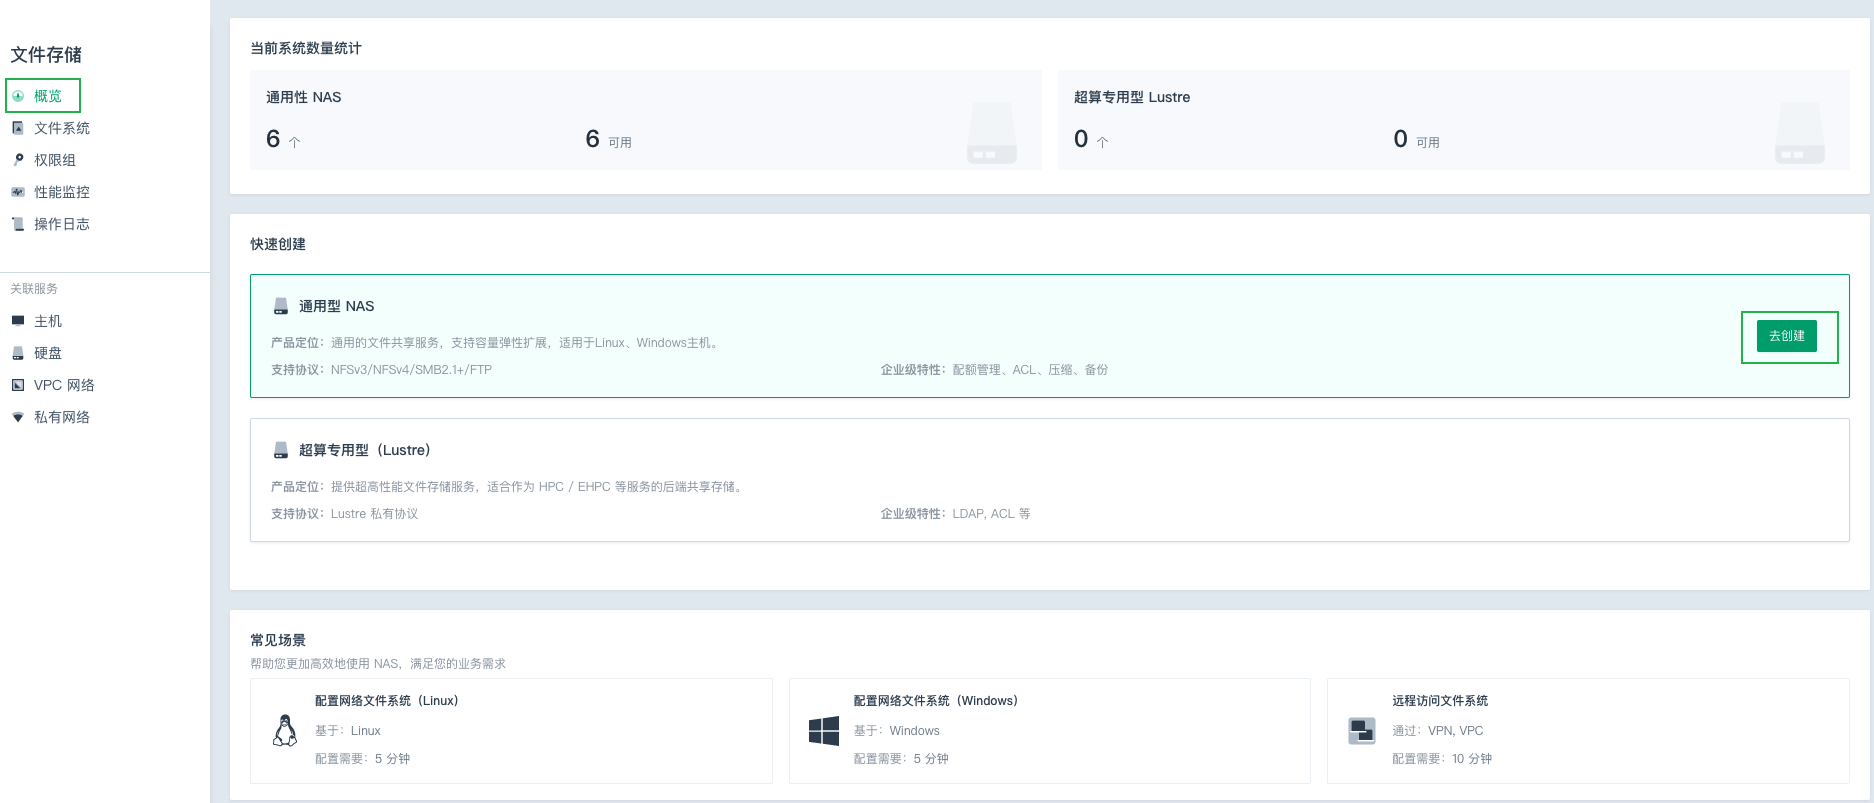 文件存储
概览
文件系统
权限组
性能监控
操作日志
关联服务
主机
硬盘
VPC 网络
私有网络
当前系统数量统计
通用性 NAS
6 个 6 可用
超算专用型 Lustre
0 个 0 可用
快速创建
通用型 NAS
产品定位：通用的文件共享服务，支持容量弹性扩展，适用于Linux、Windows主机。
支持协议：NFSv3/NFSv4/SMB2.1+/FTP 企业级特性：配额管理、ACL、压缩、备份
去创建
超算专用型（Lustre）
产品定位：提供超高性能文件存储服务，适合作为 HPC / EHPC 等服务的后端共享存储。
支持协议：Lustre 私有协议 企业级特性：LDAP, ACL 等
常见场景
帮助您更加高效地使用 NAS，满足您的业务需求
配置网络文件系统（Linux）
基于：Linux
配置需要：5 分钟
配置网络文件系统（Windows）
基于：Windows
配置需要：5 分钟
远程访问文件系统
通过：VPN, VPC
配置需要：10 分钟